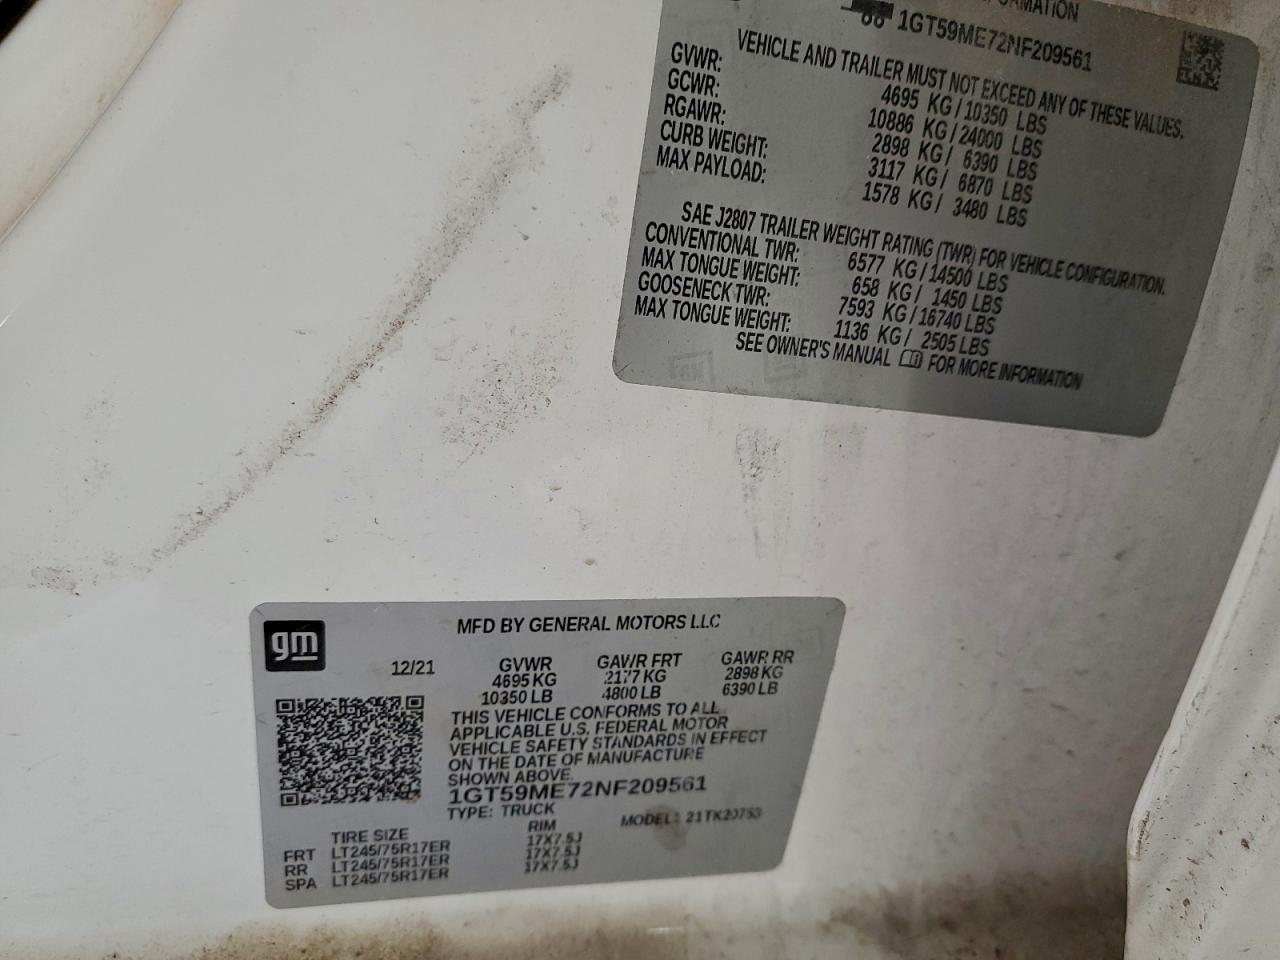 1GT59ME72NF209561
VEHICLE AND TRAILER MUST NOT EXCEED ANY OF THESE VALUES.
GVWR: 4695 KG/10350 LBS
GCWR: 10886 KG/24000 LBS
RGAWR: 2898 KG/ 6390 LBS
CURB WEIGHT: 3117 KG/ 6870 LBS
MAX PAYLOAD: 1578 KG/ 3480 LBS
SAE J2807 TRAILER WEIGHT RATING (TWR) FOR VEHICLE CONFIGURATION.
CONVENTIONAL TWR: 6577 KG/14500 LBS
MAX TONGUE WEIGHT: 658 KG/ 1450 LBS
GOOSENECK TWR: 7593 KG/16740 LBS
MAX TONGUE WEIGHT: 1136 KG/ 2505 LBS
SEE OWNER'S MANUAL FOR MORE INFORMATION
gm
MFD BY GENERAL MOTORS LLC
12/21 GVWR GAWR FRT GAWR RR
4695 KG 2177 KG 2898 KG
10350 LB 4800 LB 6390 LB
THIS VEHICLE CONFORMS TO ALL
APPLICABLE U.S. FEDERAL MOTOR
VEHICLE SAFETY STANDARDS IN EFFECT
ON THE DATE OF MANUFACTURE
SHOWN ABOVE.
1GT59ME72NF209561
TYPE: TRUCK MODEL: 21TK20753
TIRE SIZE RIM
FRT LT245/75R17ER 17X7.5J
RR LT245/75R17ER 17X7.5J
SPA LT245/75R17ER 17X7.5J